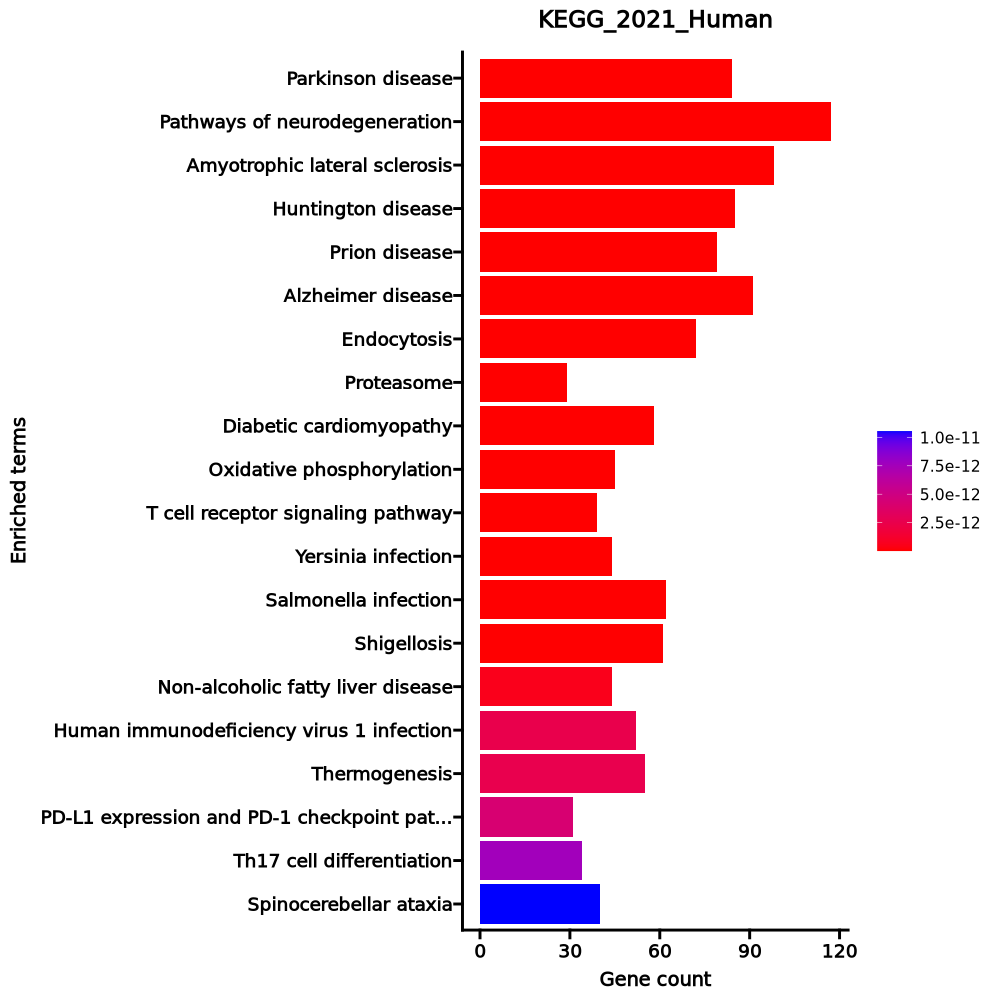 KEGG_2021_Human
Parkinson disease
Pathways of neurodegeneration
Amyotrophic lateral sclerosis
Huntington disease
Prion disease
Alzheimer disease
Endocytosis
Proteasome
Diabetic cardiomyopathy
Oxidative phosphorylation
T cell receptor signaling pathway
Yersinia infection
Salmonella infection
Shigellosis
Non-alcoholic fatty liver disease
Human immunodeficiency virus 1 infection
Thermogenesis
PD-L1 expression and PD-1 checkpoint pat...
Th17 cell differentiation
Spinocerebellar ataxia
Enriched terms
0 30 60 90 120
Gene count
1.0e-11
7.5e-12
5.0e-12
2.5e-12